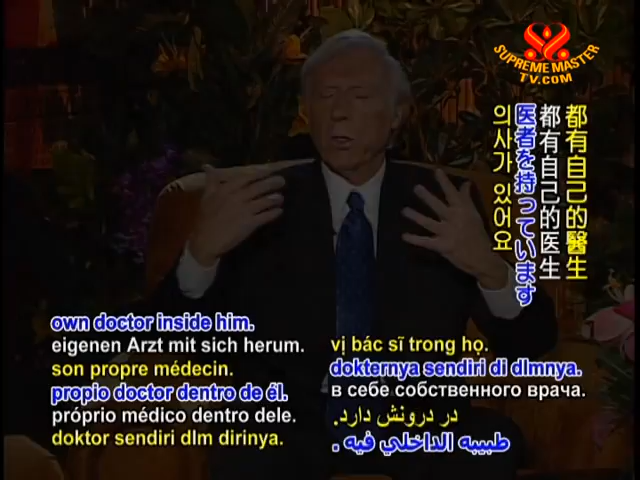 SUPREME MASTER
TV.COM
都有自己的醫生
都有自己的医生
医者を持っています
의사가 있어요
own doctor inside him.
eigenen Arzt mit sich herum.
son propre médecin.
propio doctor dentro de él.
próprio médico dentro dele.
doktor sendiri dlm dirinya.
vị bác sĩ trong họ.
dokternya sendiri di dlmnya.
в себе собственного врача.
در درونش دارد.
طبيبه الداخلي فيه .